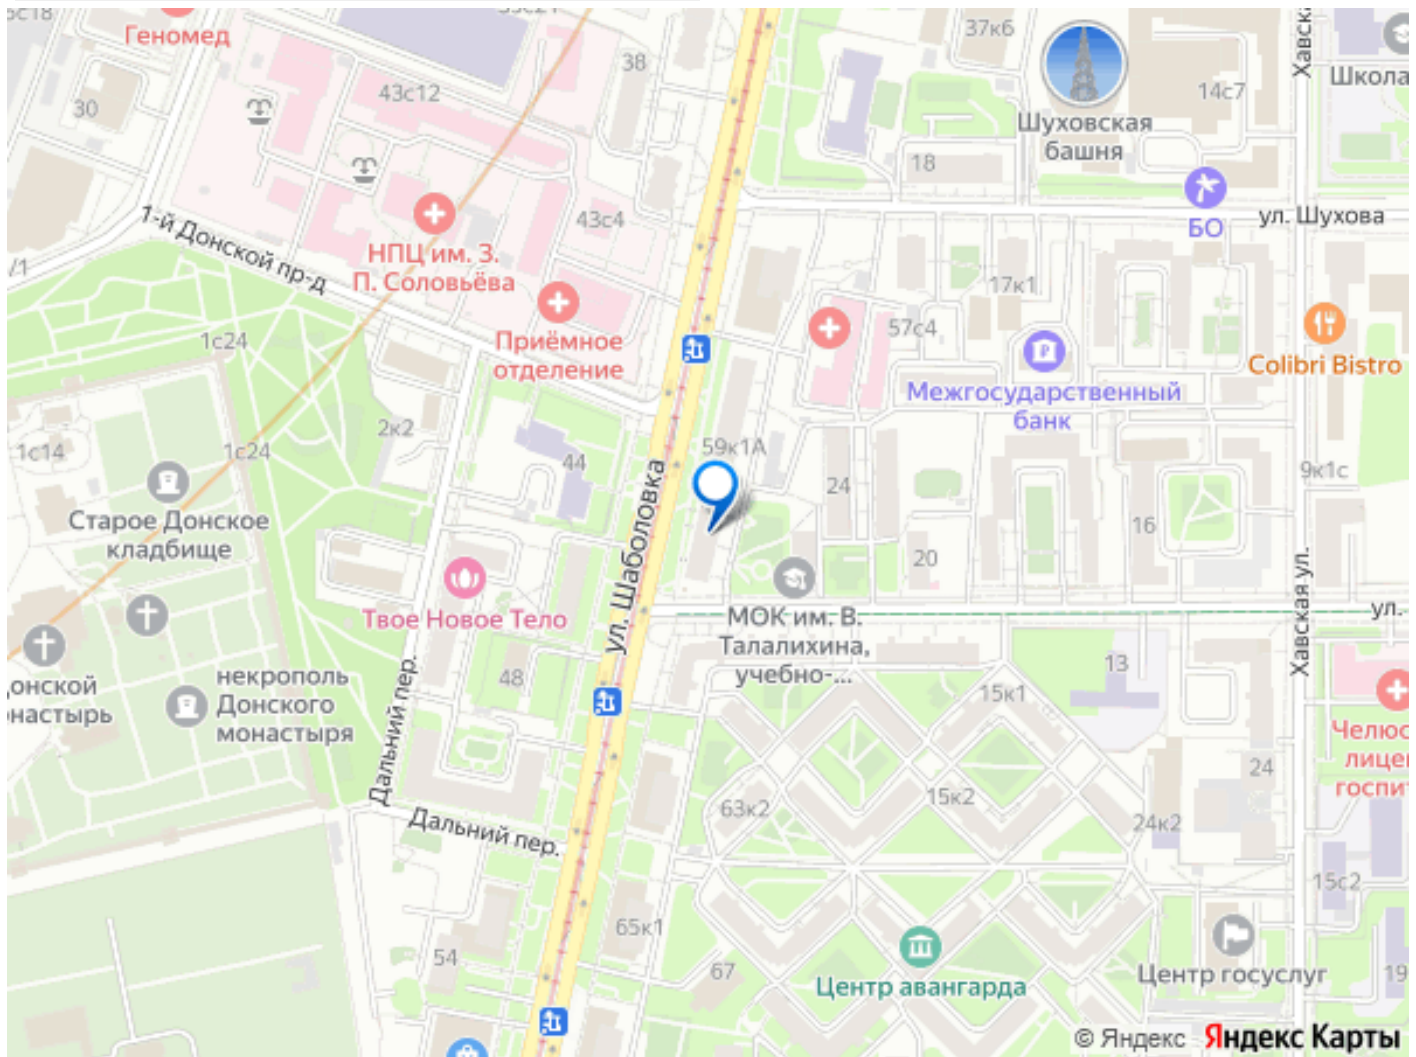 Геномед
37к6
38
30
43с12
14с7
Школа
Шуховская
башня
18
43с4
БО
ул. Шухова
1-й Донской пр-д
НПЦ им. З.
П. Соловьёва
17к1
1с24
Приёмное
отделение
57с4
Colibri Bistro
Межгосударственный
банк
2к2
1с14
1с24
59к1А
44
24
9к1с
Старое Донское
кладбище
ул. Шаболовка
16
20
Твое Новое Тело
МОК им. В.
Талалихина,
учебно-...
Хавская ул.
ул.
13
48
некрополь
Донского
монастыря
15к1
Дальний пер.
24
63к2
15к2
24к2
Дальний пер.
15с2
65к1
54
67
Центр авангарда
Центр госуслуг
19
© Яндекс Яндекс Карты